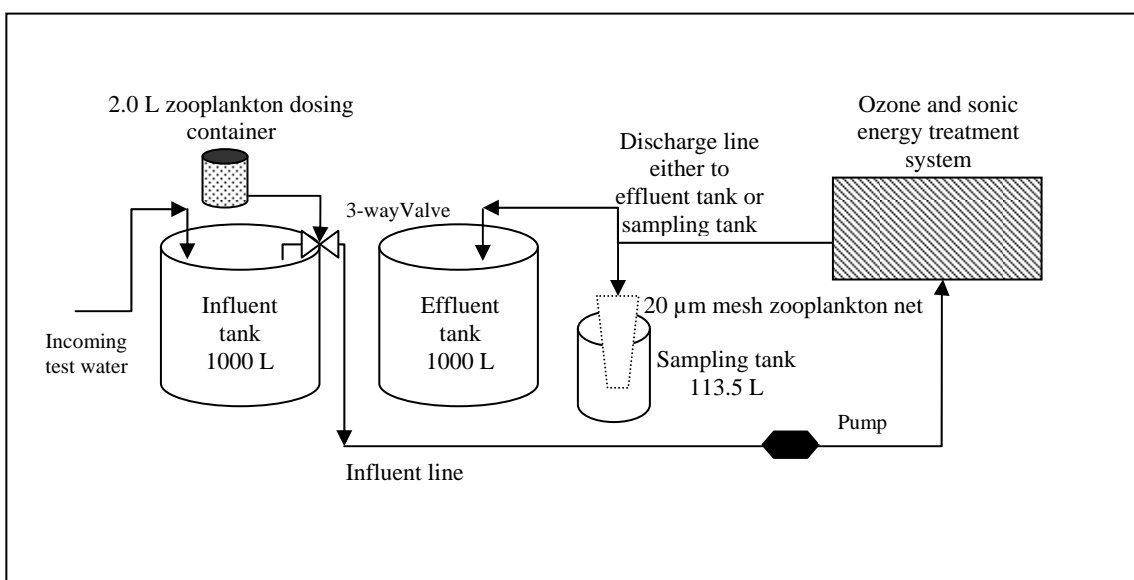 2.0 L zooplankton dosing
container
Ozone and sonic
energy treatment
system
Discharge line
either to
effluent tank or
sampling tank
3-wayValve
Influent
tank
1000 L
Effluent
tank
1000 L
20 µm mesh zooplankton net
Incoming
test water
Sampling tank
113.5 L
Pump
Influent line